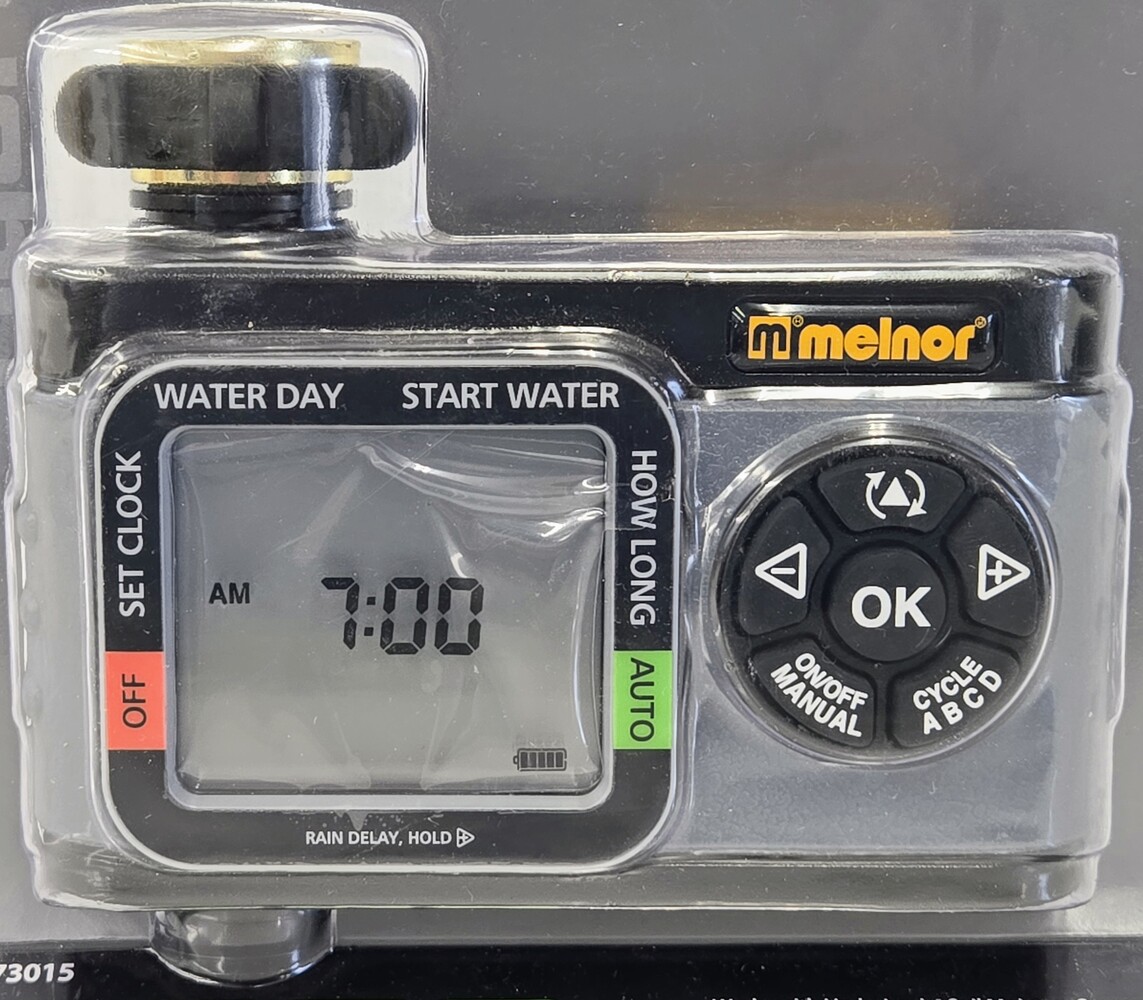 melnor
WATER DAY START WATER
SET CLOCK
HOW LONG
AM 7:00
OK
OFF
AUTO
ON/OFF
MANUAL
CYCLE
A B C D
RAIN DELAY, HOLD
73015